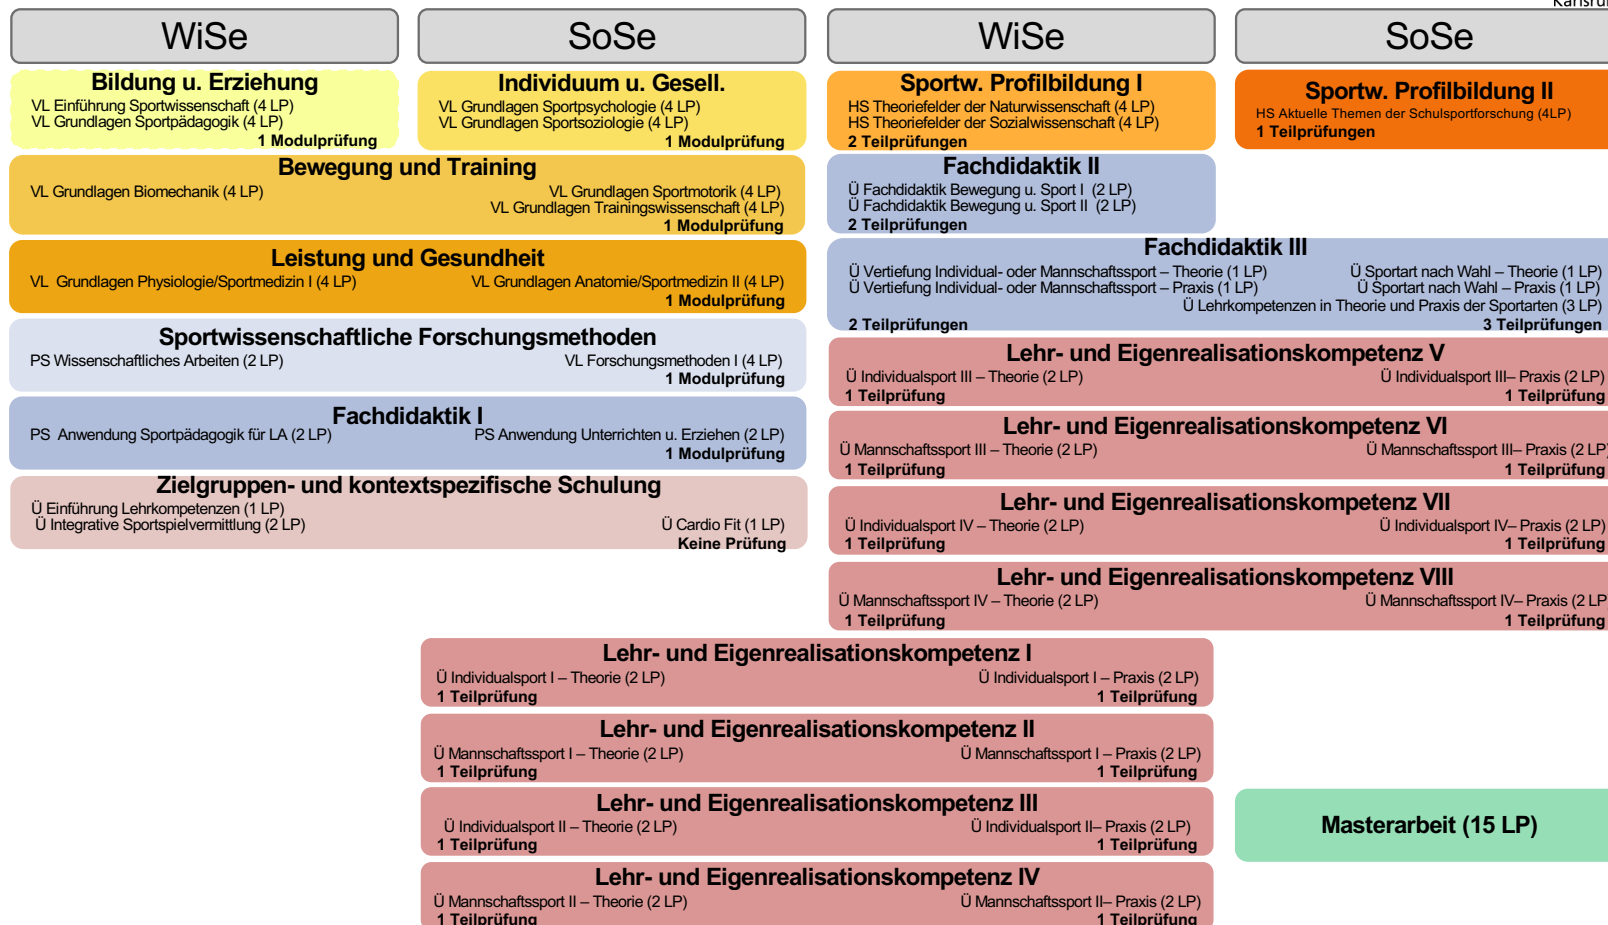 Karlsru
WiSe
SoSe
WiSe
SoSe
Bildung u. Erziehung
VL Einführung Sportwissenschaft (4 LP)
VL Grundlagen Sportpädagogik (4 LP)
1 Modulprüfung
Individuum u. Gesell.
VL Grundlagen Sportpsychologie (4 LP)
VL Grundlagen Sportsoziologie (4 LP)
1 Modulprüfung
Sportw. Profilbildung I
HS Theoriefelder der Naturwissenschaft (4 LP)
HS Theoriefelder der Sozialwissenschaft (4 LP)
2 Teilprüfungen
Sportw. Profilbildung II
HS Aktuelle Themen der Schulsportforschung (4LP)
1 Teilprüfungen
Bewegung und Training
VL Grundlagen Biomechanik (4 LP)
VL Grundlagen Sportmotorik (4 LP)
VL Grundlagen Trainingswissenschaft (4 LP)
1 Modulprüfung
Fachdidaktik II
Ü Fachdidaktik Bewegung u. Sport I (2 LP)
Ü Fachdidaktik Bewegung u. Sport II (2 LP)
2 Teilprüfungen
Leistung und Gesundheit
VL Grundlagen Physiologie/Sportmedizin I (4 LP)
VL Grundlagen Anatomie/Sportmedizin II (4 LP)
1 Modulprüfung
Fachdidaktik III
Ü Vertiefung Individual- oder Mannschaftssport – Theorie (1 LP)
Ü Sportart nach Wahl – Theorie (1 LP)
Ü Vertiefung Individual- oder Mannschaftssport – Praxis (1 LP)
Ü Sportart nach Wahl – Praxis (1 LP)
Ü Lehrkompetenzen in Theorie und Praxis der Sportarten (3 LP)
2 Teilprüfungen
3 Teilprüfungen
Sportwissenschaftliche Forschungsmethoden
PS Wissenschaftliches Arbeiten (2 LP)
VL Forschungsmethoden I (4 LP)
1 Modulprüfung
Lehr- und Eigenrealisationskompetenz V
Ü Individualsport III – Theorie (2 LP)
Ü Individualsport III– Praxis (2 LP)
1 Teilprüfung
1 Teilprüfung
Fachdidaktik I
PS Anwendung Sportpädagogik für LA (2 LP)
PS Anwendung Unterrichten u. Erziehen (2 LP)
1 Modulprüfung
Lehr- und Eigenrealisationskompetenz VI
Ü Mannschaftssport III – Theorie (2 LP)
Ü Mannschaftssport III– Praxis (2 LP)
1 Teilprüfung
1 Teilprüfung
Zielgruppen- und kontextspezifische Schulung
Ü Einführung Lehrkompetenzen (1 LP)
Ü Integrative Sportspielvermittlung (2 LP)
Ü Cardio Fit (1 LP)
Keine Prüfung
Lehr- und Eigenrealisationskompetenz VII
Ü Individualsport IV – Theorie (2 LP)
Ü Individualsport IV– Praxis (2 LP)
1 Teilprüfung
1 Teilprüfung
Lehr- und Eigenrealisationskompetenz VIII
Ü Mannschaftssport IV – Theorie (2 LP)
Ü Mannschaftssport IV– Praxis (2 LP
1 Teilprüfung
1 Teilprüfung
Lehr- und Eigenrealisationskompetenz I
Ü Individualsport I – Theorie (2 LP)
Ü Individualsport I – Praxis (2 LP)
1 Teilprüfung
1 Teilprüfung
Lehr- und Eigenrealisationskompetenz II
Ü Mannschaftssport I – Theorie (2 LP)
Ü Mannschaftssport I – Praxis (2 LP)
1 Teilprüfung
1 Teilprüfung
Lehr- und Eigenrealisationskompetenz III
Ü Individualsport II – Theorie (2 LP)
Ü Individualsport II– Praxis (2 LP)
1 Teilprüfung
1 Teilprüfung
Masterarbeit (15 LP)
Lehr- und Eigenrealisationskompetenz IV
Ü Mannschaftssport II – Theorie (2 LP)
Ü Mannschaftssport II– Praxis (2 LP)
1 Teilprüfung
1 Teilprüfung